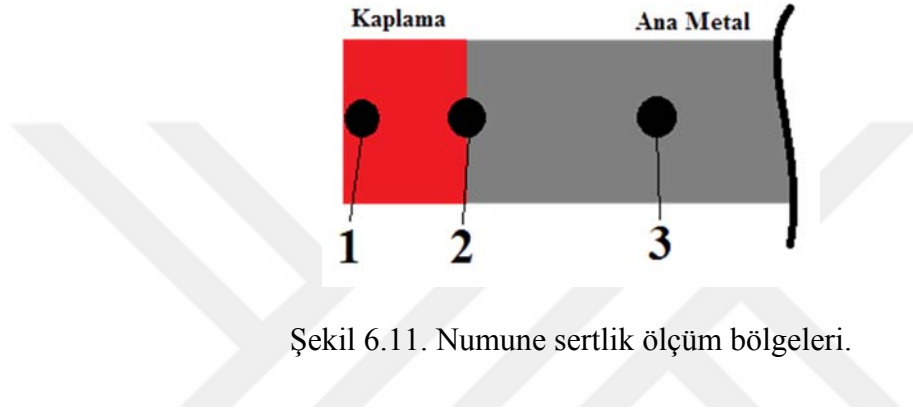 Kaplama Ana Metal
1 2 3
Şekil 6.11. Numune sertlik ölçüm bölgeleri.